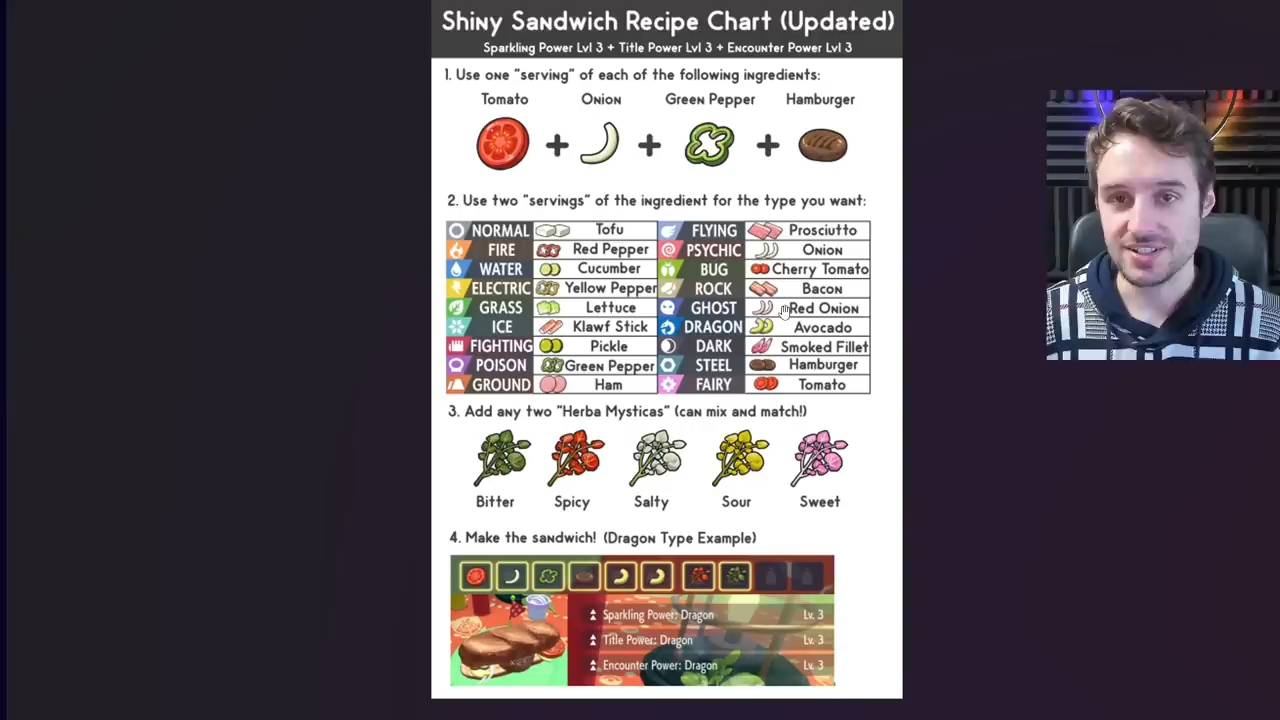 Shiny Sandwich Recipe Chart (Updated)
Sparkling Power Lvl 3 + Title Power Lvl 3 + Encounter Power Lvl 3
1. Use one "serving" of each of the following ingredients:
Tomato Onion Green Pepper Hamburger
+ + +
2. Use two "servings" of the ingredient for the type you want:
NORMAL Tofu FLYING Prosciutto
FIRE Red Pepper PSYCHIC Onion
WATER Cucumber BUG Cherry Tomato
ELECTRIC Yellow Pepper ROCK Bacon
GRASS Lettuce GHOST Red Onion
ICE Klawf Stick DRAGON Avocado
FIGHTING Pickle DARK Smoked Fillet
POISON Green Pepper STEEL Hamburger
GROUND Ham FAIRY Tomato
3. Add any two "Herba Mysticas" (can mix and match!)
Bitter Spicy Salty Sour Sweet
4. Make the sandwich! (Dragon Type Example)
Sparkling Power: Dragon Lv. 3
Title Power: Dragon Lv. 3
Encounter Power: Dragon Lv. 3